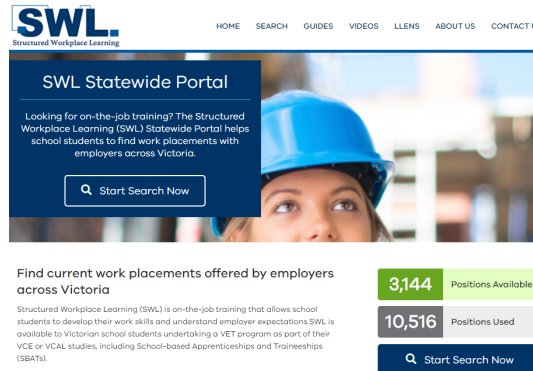 SWL.
Structured Workplace Learning
HOME SEARCH GUIDES VIDEOS LLENS ABOUT US CONTACT
SWL Statewide Portal
Looking for on-the-job training? The Structured
Workplace Learning (SWL) Statewide Portal helps
school students to find work placements with
employers across Victoria.
Start Search Now
Find current work placements offered by employers
across Victoria
Structured Workplace Learning (SWL) is on-the-job training that allows school
students to develop their work skills and understand employer expectations.SWL is
available to Victorian school students undertaking a VET program as part of their
VCE or VCAL studies, including School-based Apprenticeships and Traineeships
(SBATs).
3,144 Positions Available
10,516 Positions Used
Start Search Now